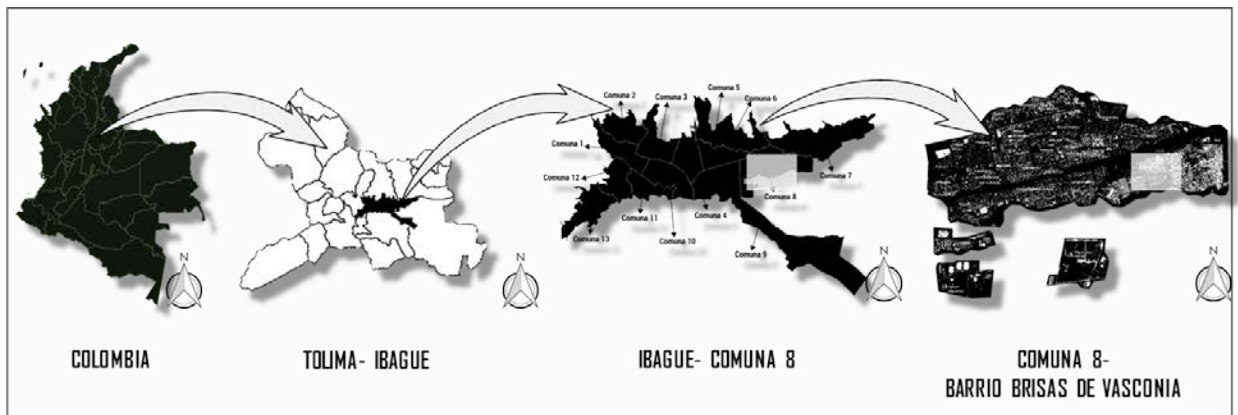 Comuna 2
Comuna 3
Comuna 5
Comuna 6
Comuna 1
Comuna 12
Comuna 7
Comuna 8
Comuna 11
Comuna 4
Comuna 13
Comuna 10
Comuna 9
N
N
N
N
COLOMBIA
TOLIMA- IBAGUE
IBAGUE- COMUNA 8
COMUNA 8-
BARRIO BRISAS DE VASCONIA